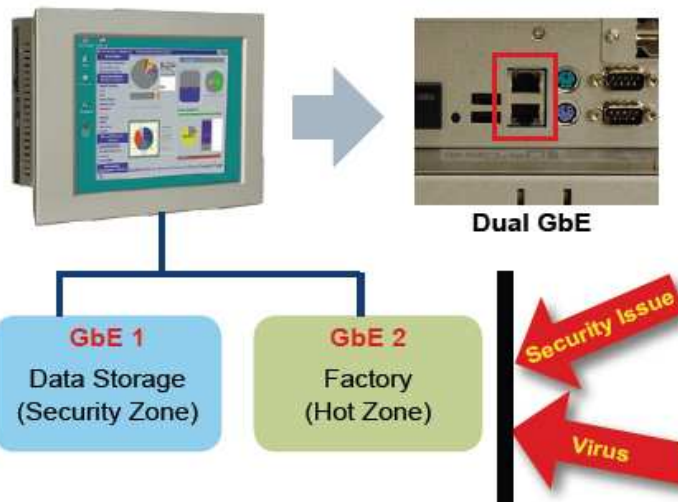 Dual GbE
GbE 1
Data Storage
(Security Zone)
GbE 2
Factory
(Hot Zone)
Security Issue
Virus